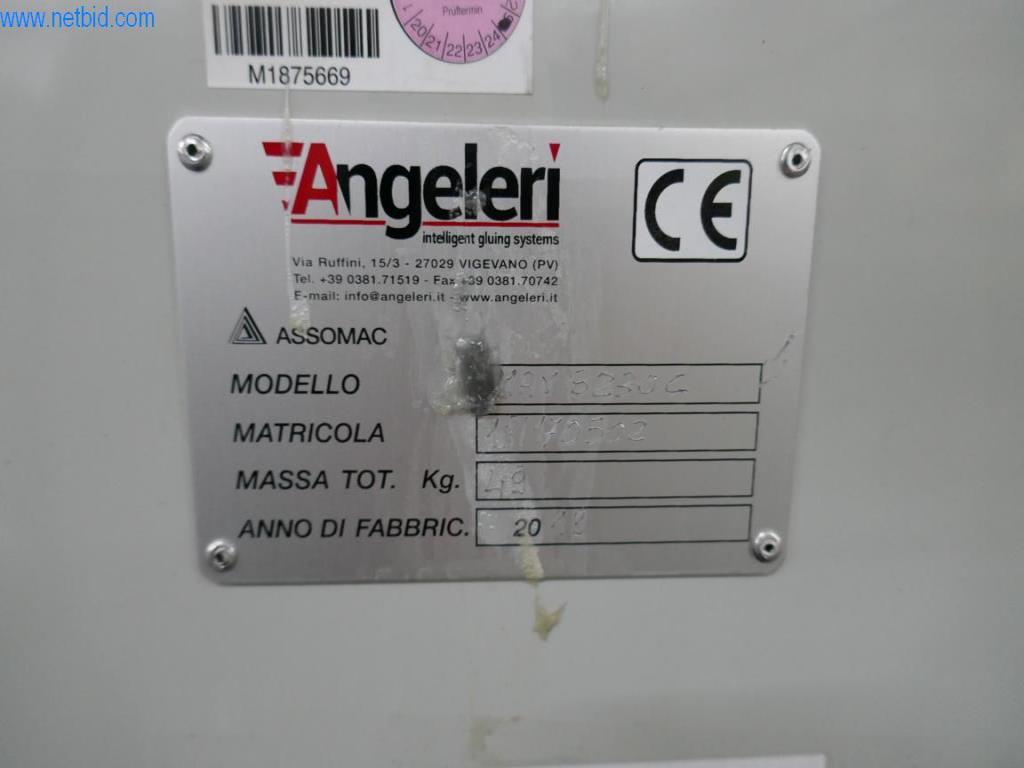 www.netbid.com
Prüftermin
20 21 22 23 24
M1875669
Angeleri
intelligent gluing systems
CE
Via Ruffini, 15/3 - 27029 VIGEVANO (PV)
Tel. +39 0381.71519 - Fax +39 0381.70742
E-mail: info@angeleri.it - www.angeleri.it
ASSOMAC
MODELLO
MATRICOLA
MASSA TOT. Kg. 49
ANNO DI FABBRIC. 20